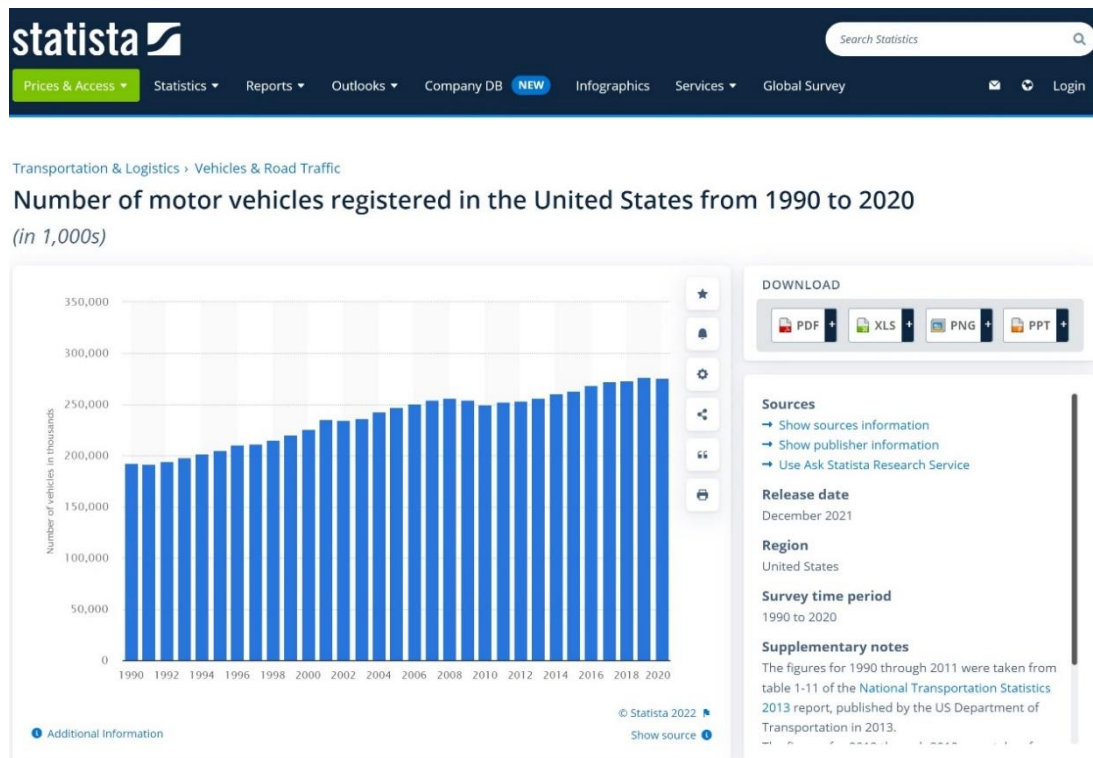 statista
Search Statistics
Prices & Access
Statistics
Reports
Outlooks
Company DB NEW
Infographics
Services
Global Survey
Login
Transportation & Logistics › Vehicles & Road Traffic
Number of motor vehicles registered in the United States from 1990 to 2020
(in 1,000s)
Number of vehicles in thousands
350,000
300,000
250,000
200,000
150,000
100,000
50,000
0
1990 1992 1994 1996 1998 2000 2002 2004 2006 2008 2010 2012 2014 2016 2018 2020
© Statista 2022
Additional Information
Show source
DOWNLOAD
PDF + XLS + PNG + PPT +
Sources
→ Show sources information
→ Show publisher information
→ Use Ask Statista Research Service
Release date
December 2021
Region
United States
Survey time period
1990 to 2020
Supplementary notes
The figures for 1990 through 2011 were taken from
table 1-11 of the National Transportation Statistics
2013 report, published by the US Department of
Transportation in 2013.